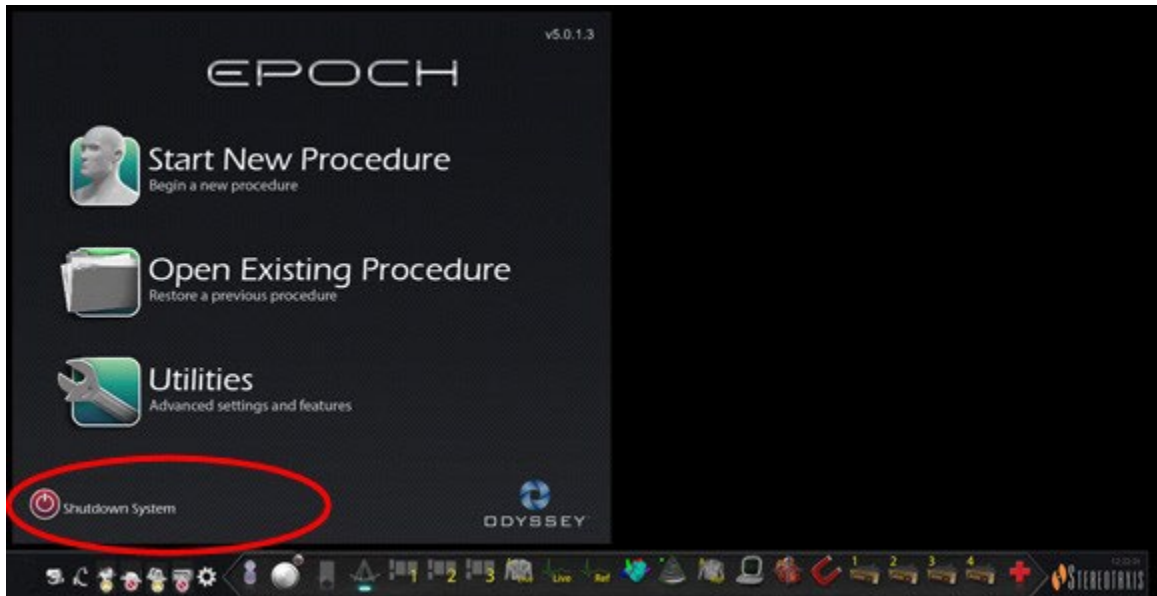 v5.0.1.3
EPOCH
Start New Procedure
Begin a new procedure
Open Existing Procedure
Restore a previous procedure
Utilities
Advanced settings and features
Shutdown System
ODYSSEY
1 2 3 Live Ref 1 2 3 4
STEREOTAXIS